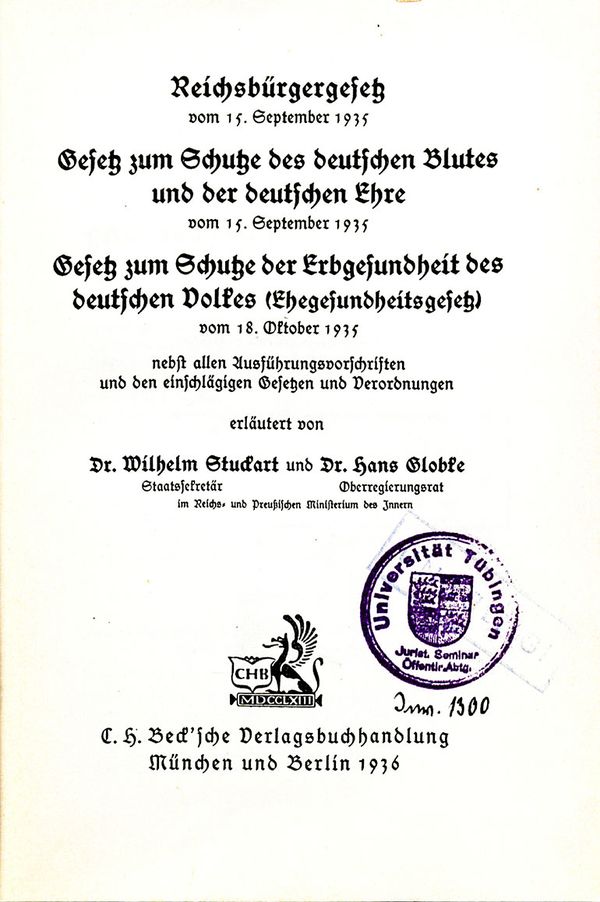 Reichsbürgergesetz
vom 15. September 1935
Gesetz zum Schutze des deutschen Blutes
und der deutschen Ehre
vom 15. September 1935
Gesetz zum Schutze der Erbgesundheit des
deutschen Volkes (Ehegesundheitsgesetz)
vom 18. Oktober 1935
nebst allen Ausführungsvorschriften
und den einschlägigen Gesetzen und Verordnungen
erläutert von
Dr. Wilhelm Stuckart und Dr. Hans Globke
Staatssekretär Oberregierungsrat
im Reichs- und Preußischen Ministerium des Innern
Universität Tübingen
Jurist. Seminar
Öffentlr. Abtg.
Inv. 1300
CHB
MDCCLXIII
C. H. Beck'sche Verlagsbuchhandlung
München und Berlin 1936